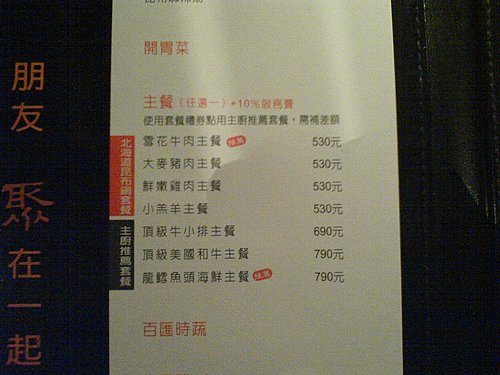 朋友
聚
在一起
開胃菜
主餐（任選一）+10%服務費
使用套餐禮券點用主廚推薦套餐，需補差額
北海道昆布鍋套餐
雪花牛肉主餐 推薦 530元
大麥豬肉主餐 530元
鮮嫩雞肉主餐 530元
小羔羊主餐 530元
主廚推薦套餐
頂級牛小排主餐 690元
頂級美國和牛主餐 790元
龍鱈魚頭海鮮主餐 推薦 790元
百匯時蔬